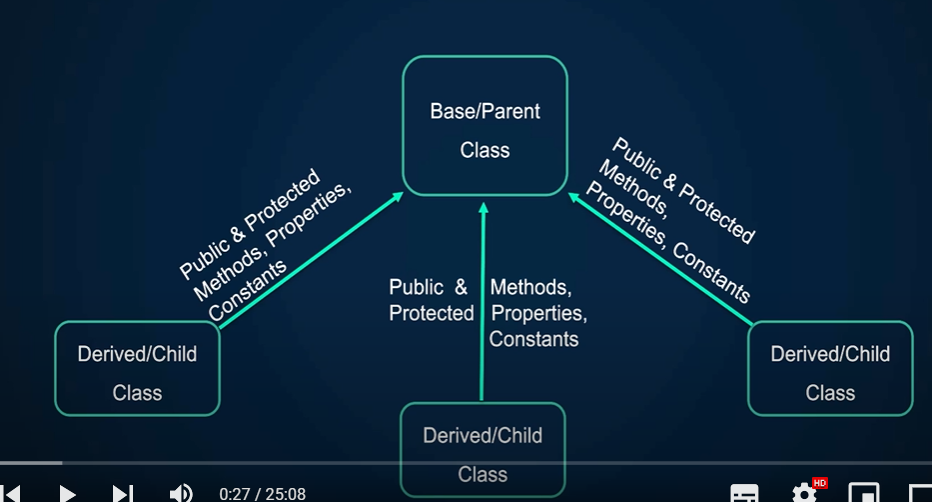 Base/Parent
Class
Public & Protected
Methods, Properties,
Constants
Public & Protected
Methods,
Properties, Constants
Public & Methods,
Protected Properties,
Constants
Derived/Child
Class
Derived/Child
Class
Derived/Child
Class
0:27 / 25:08
HD